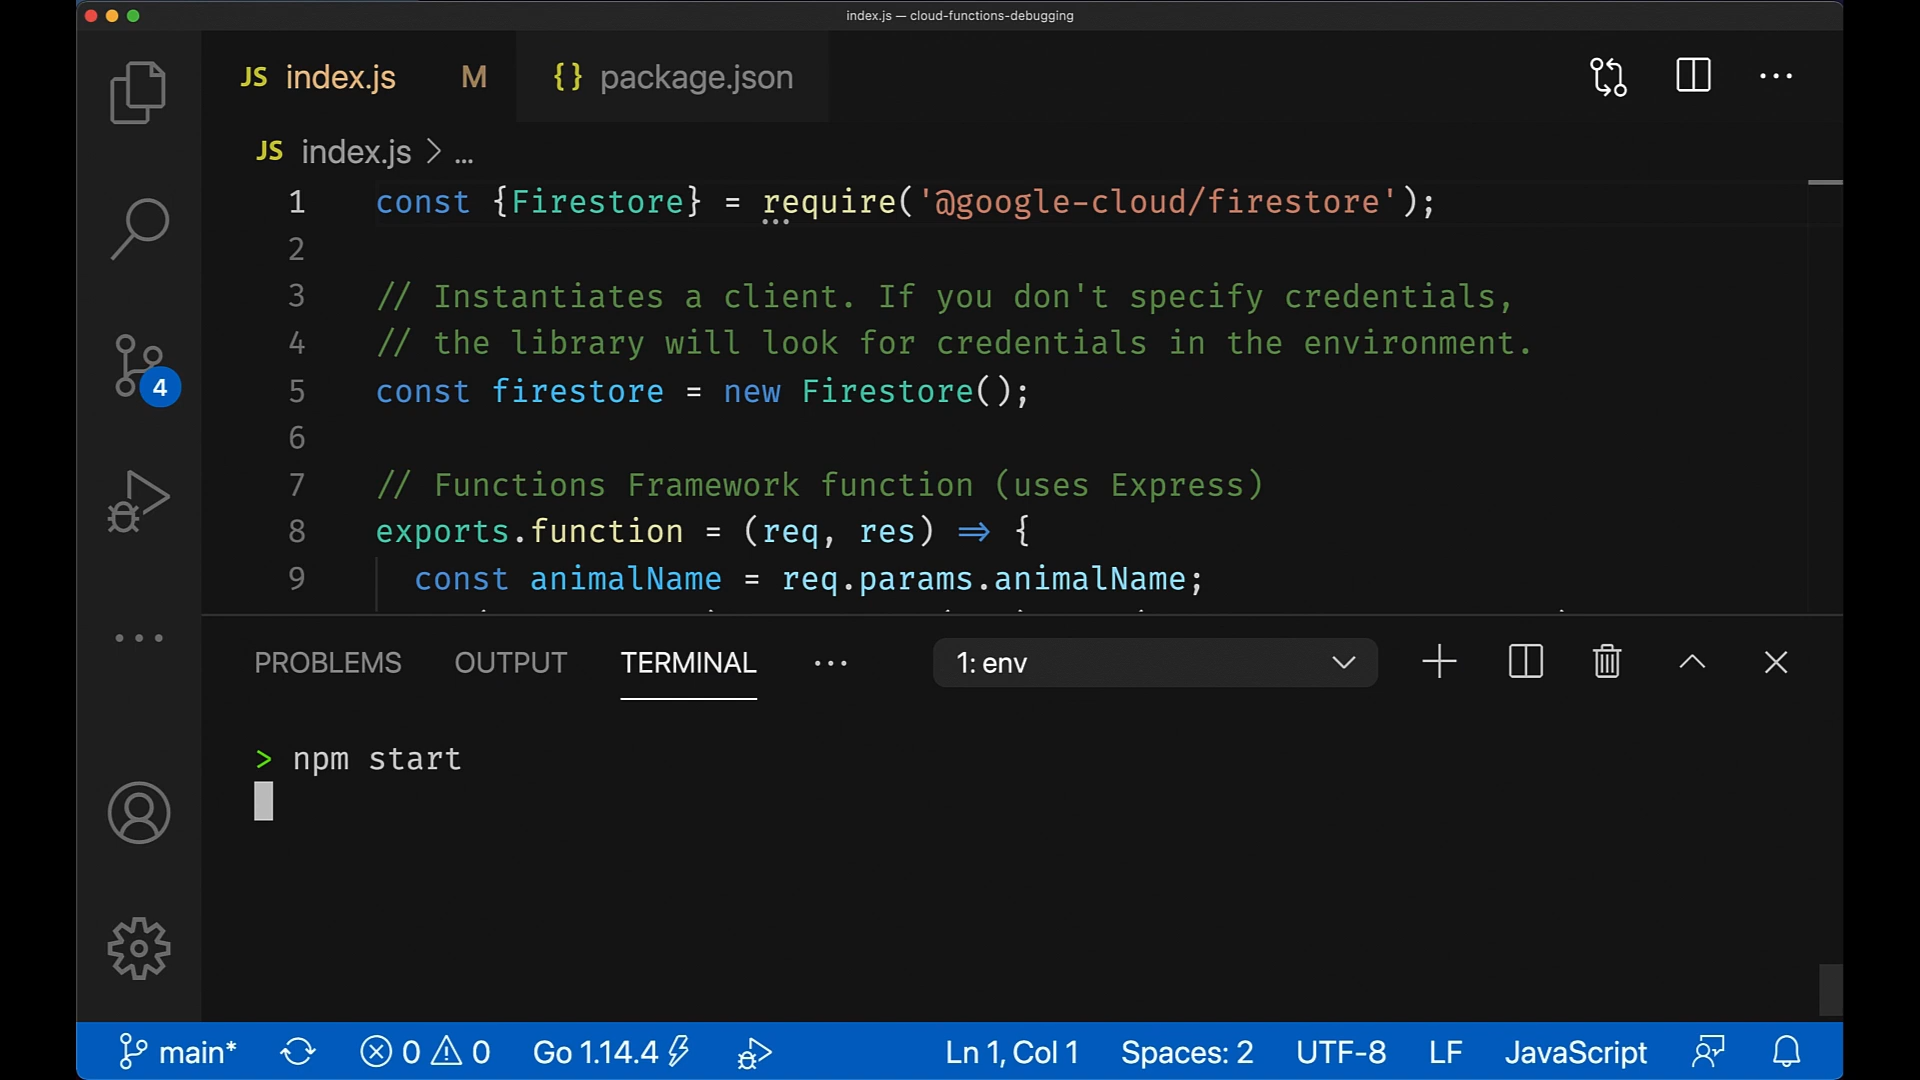 index.js — cloud-functions-debugging
JS index.js M {} package.json
JS index.js > ...
1 const {Firestore} = require('@google-cloud/firestore');
2
3 // Instantiates a client. If you don't specify credentials,
4 // the library will look for credentials in the environment.
5 const firestore = new Firestore();
6
7 // Functions Framework function (uses Express)
8 exports.function = (req, res) => {
9 const animalName = req.params.animalName;
4
PROBLEMS OUTPUT TERMINAL ... 1: env
> npm start
main* 0 0 Go 1.14.4 Ln 1, Col 1 Spaces: 2 UTF-8 LF JavaScript